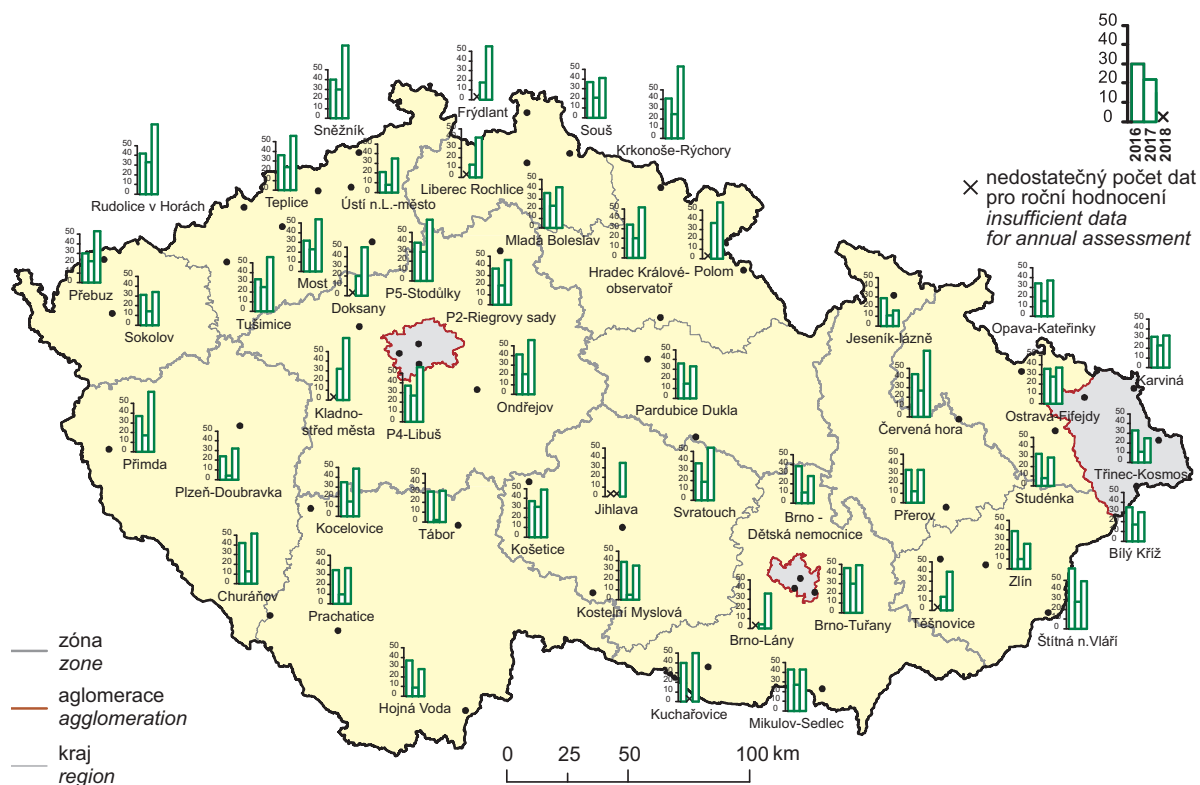 50
40
30
20
10
0
2016
2017
2018
× nedostatečný počet dat
pro roční hodnocení
insufficient data
for annual assessment
Sněžník
Frýdlant
Souš
Krkonoše-Rýchory
Rudolice v Horách
Teplice
Ústí n.L.-město
Liberec Rochlice
Mladá Boleslav
Hradec Králové-
observatoř
Polom
Přebuz
Sokolov
Tušimice
Most
Doksany
P5-Stodůlky
P2-Riegrovy sady
Jeseník-lázně
Opava-Kateřinky
Karviná
Kladno-
střed města
P4-Libuš
Ondřejov
Pardubice Dukla
Červená hora
Ostrava-Fifejdy
Třinec-Kosmos
Přimda
Plzeň-Doubravka
Kocelovice
Tábor
Košetice
Jihlava
Svratouch
Brno -
Dětská nemocnice
Přerov
Studénka
Bílý Kříž
Churáňov
Prachatice
Kostelní Myslová
Brno-Lány
Brno-Tuřany
Těšnovice
Zlín
Štítná n.Vláří
Hojná Voda
Kuchařovice
Mikulov-Sedlec
zóna
zone
aglomerace
agglomeration
kraj
region
0 25 50 100 km